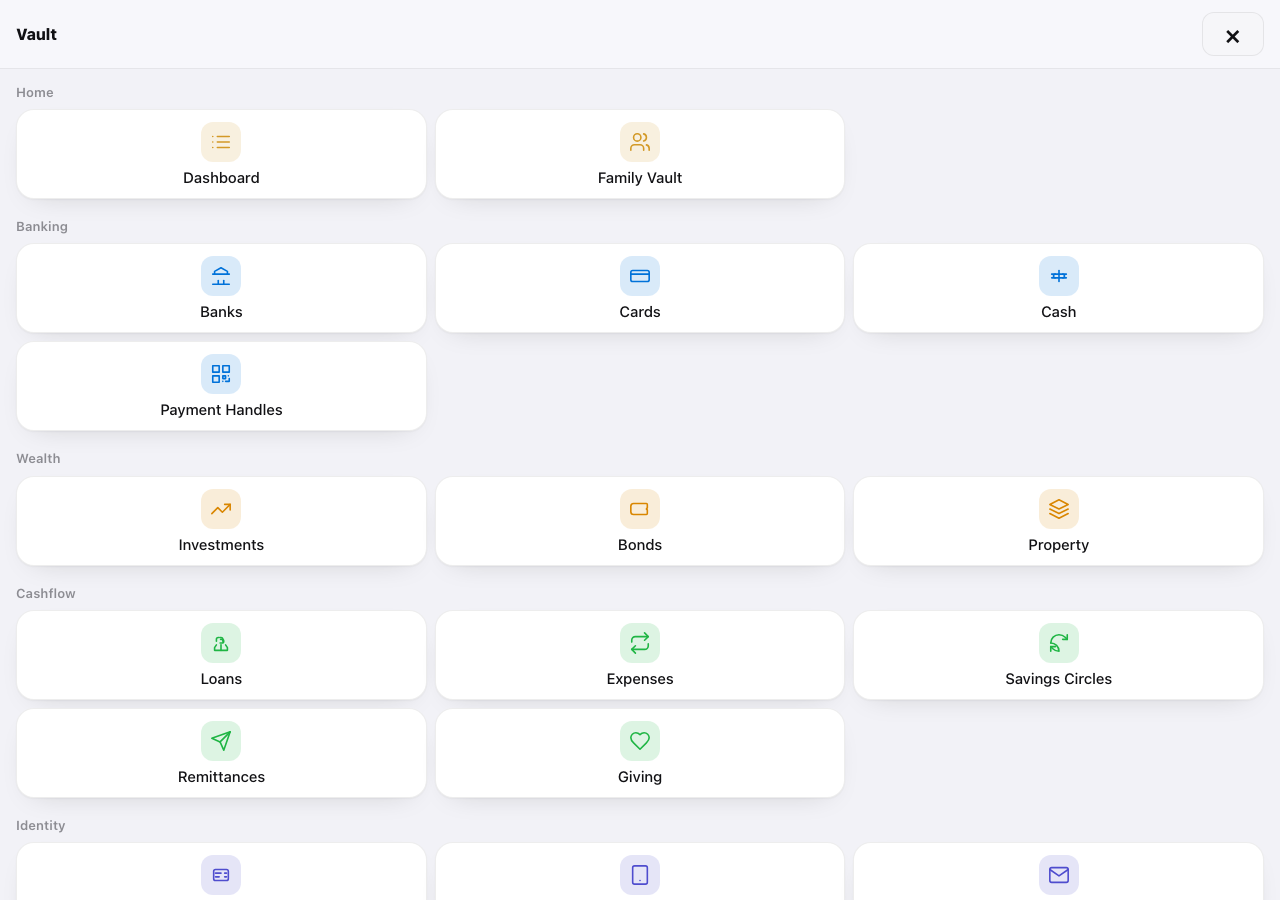 Vault
Home
Dashboard
Family Vault
Banking
Banks
Cards
Cash
Payment Handles
Wealth
Investments
Bonds
Property
Cashflow
Loans
Expenses
Savings Circles
Remittances
Giving
Identity